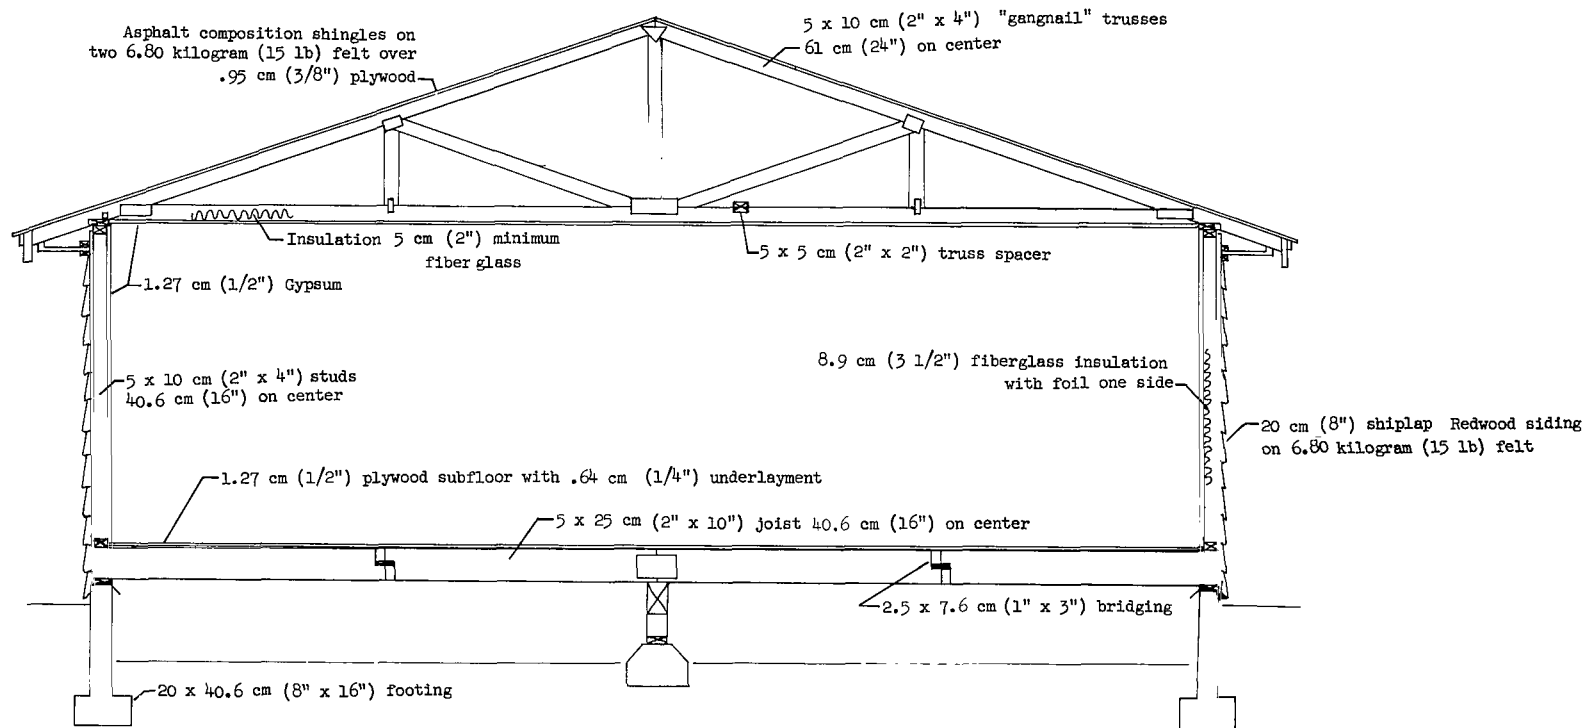 Asphalt composition shingles on
two 6.80 kilogram (15 lb) felt over
.95 cm (3/8") plywood
5 x 10 cm (2" x 4") "gangnail" trusses
61 cm (24") on center
Insulation 5 cm (2") minimum
fiber glass
5 x 5 cm (2" x 2") truss spacer
1.27 cm (1/2") Gypsum
5 x 10 cm (2" x 4") studs
40.6 cm (16") on center
8.9 cm (3 1/2") fiberglass insulation
with foil one side
20 cm (8") shiplap Redwood siding
on 6.80 kilogram (15 lb) felt
1.27 cm (1/2") plywood subfloor with .64 cm (1/4") underlayment
5 x 25 cm (2" x 10") joist 40.6 cm (16") on center
2.5 x 7.6 cm (1" x 3") bridging
20 x 40.6 cm (8" x 16") footing